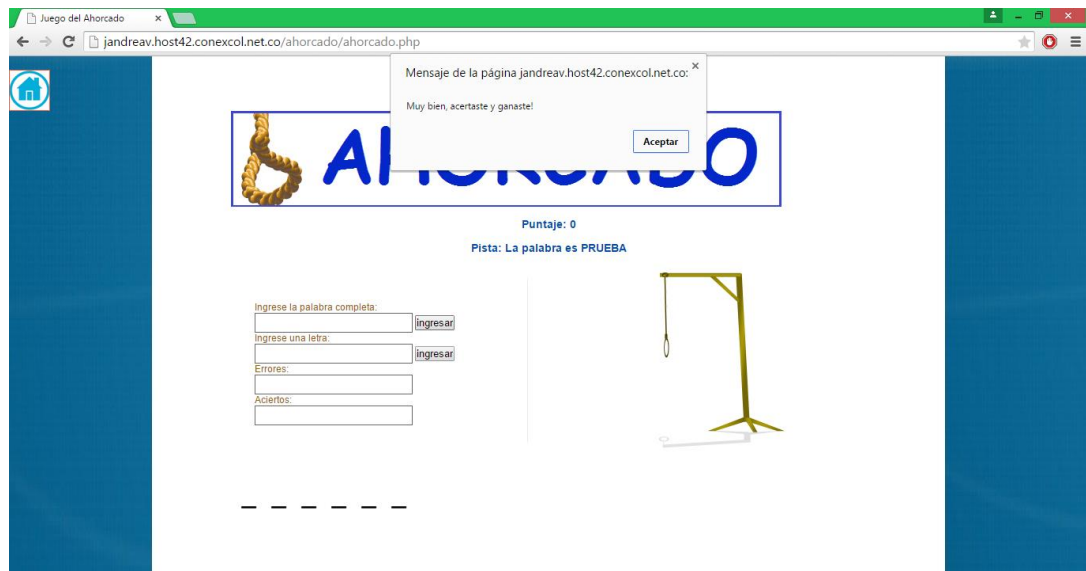 Juego del Ahorcado
jandreav.host42.conexcol.net.co/ahorcado/ahorcado.php
Mensaje de la página jandreav.host42.conexcol.net.co:
Muy bien, acertaste y ganaste!
Aceptar
AHORCADO
Puntaje: 0
Pista: La palabra es PRUEBA
Ingrese la palabra completa:
ingresar
Ingrese una letra:
ingresar
Errores:
Aciertos: